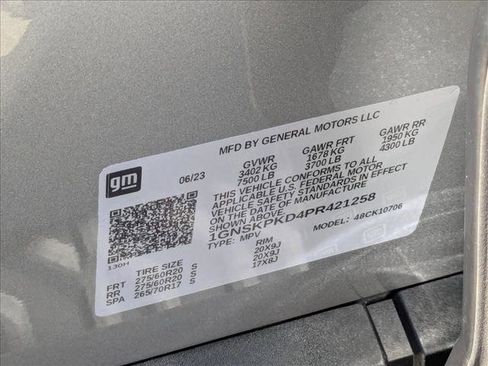 gm
MFD BY GENERAL MOTORS LLC
06/23
GVWR GAWR FRT GAWR RR
3402 KG 1678 KG 1950 KG
7500 LB 3700 LB 4300 LB
THIS VEHICLE CONFORMS TO ALL
APPLICABLE U.S. FEDERAL MOTOR
VEHICLE SAFETY STANDARDS IN EFFECT
ON THE DATE OF MANUFACTURE
SHOWN ABOVE
1GNSKPKD4PR421258
TYPE: MPV MODEL: 48CK10706
130H
TIRE SIZE RIM
FRT 275/60R20 S 20X9J
RR 275/60R20 S 20X9J
SPA 265/70R17 S 17X8J